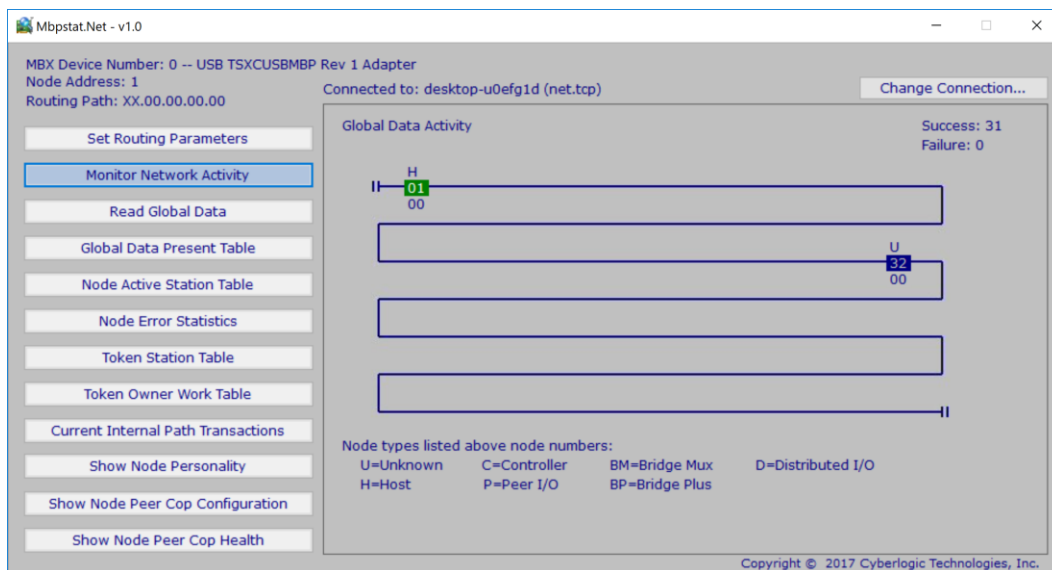 Mbpstat.Net - v1.0
MBX Device Number: 0 -- USB TSXCUSBMBP Rev 1 Adapter
Node Address: 1
Routing Path: XX.00.00.00.00
Connected to: desktop-u0efg1d (net.tcp)
Change Connection...
Set Routing Parameters
Monitor Network Activity
Read Global Data
Global Data Present Table
Node Active Station Table
Node Error Statistics
Token Station Table
Token Owner Work Table
Current Internal Path Transactions
Show Node Personality
Show Node Peer Cop Configuration
Show Node Peer Cop Health
Global Data Activity
Success: 31
Failure: 0
H
01
00
U
32
00
Node types listed above node numbers:
U=Unknown C=Controller BM=Bridge Mux D=Distributed I/O
H=Host P=Peer I/O BP=Bridge Plus
Copyright © 2017 Cyberlogic Technologies, Inc.